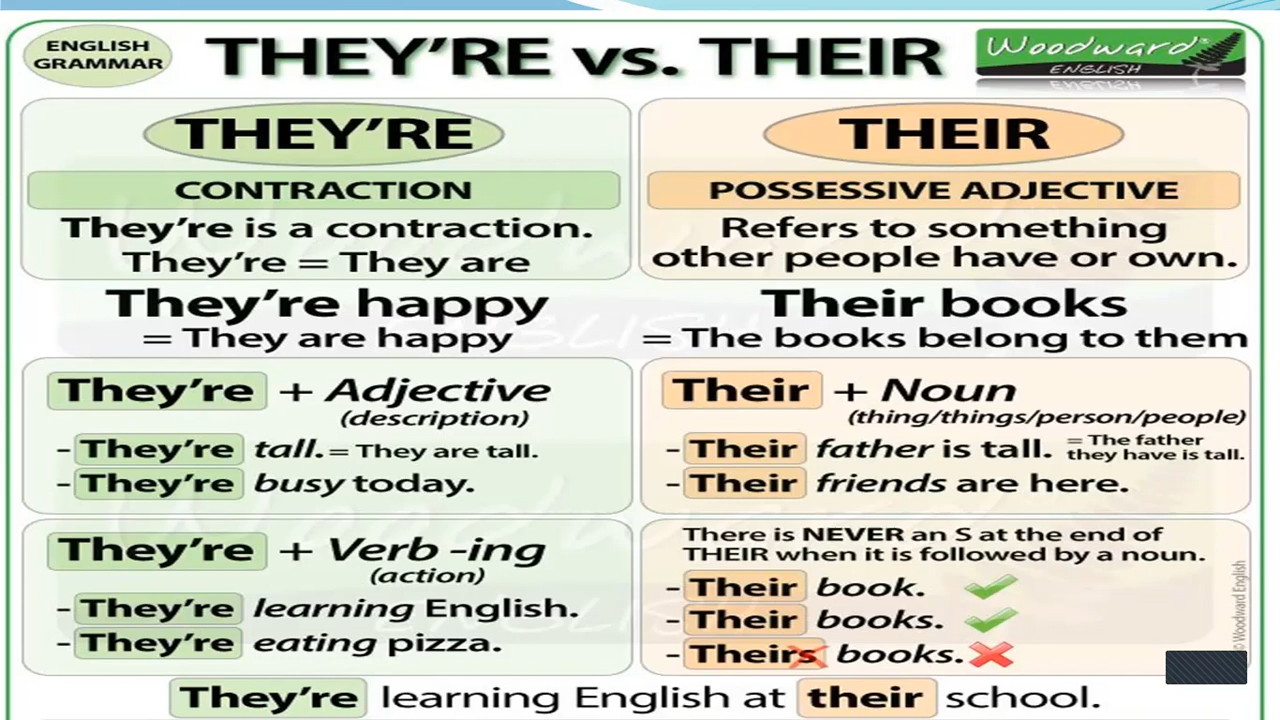 ENGLISH
GRAMMAR
THEY'RE vs. THEIR
Woodward®
ENGLISH
THEY'RE
CONTRACTION
They're is a contraction.
They're = They are
They're happy
= They are happy
They're + Adjective
(description)
- They're tall. = They are tall.
- They're busy today.
They're + Verb -ing
(action)
- They're learning English.
- They're eating pizza.
THEIR
POSSESSIVE ADJECTIVE
Refers to something
other people have or own.
Their books
= The books belong to them
Their + Noun
(thing/things/person/people)
- Their father is tall. = The father
they have is tall.
- Their friends are here.
There is NEVER an S at the end of
THEIR when it is followed by a noun.
- Their book.
- Their books.
- Theirs books.
© Woodward English
They're learning English at their school.